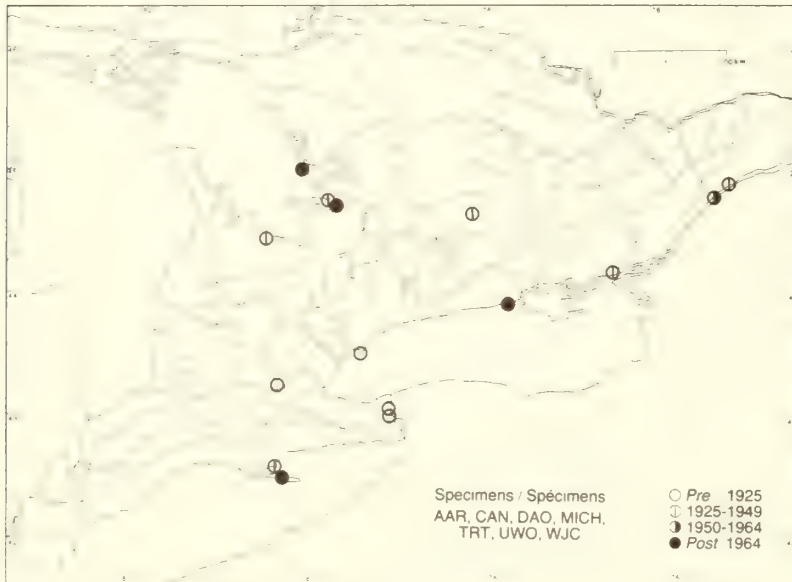 Specimens / Spécimens
AAR, CAN, DAO, MICH,
TRT, UWO, WJC
Pre 1925
1925-1949
1950-1964
Post 1964